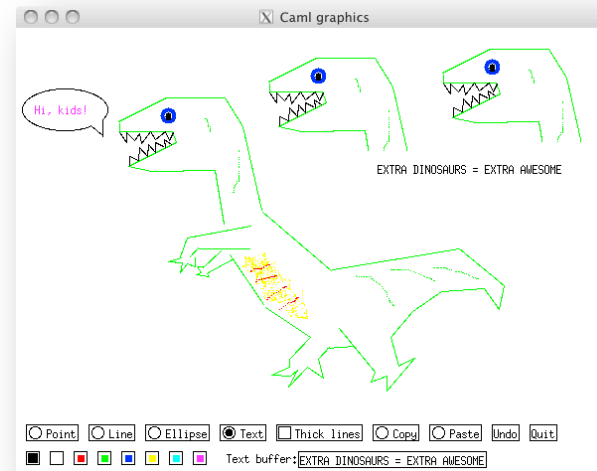 Caml graphics
Hi, kids!
EXTRA DINOSAURS = EXTRA AWESOME
Point Line Ellipse Text Thick lines Copy Paste Undo Quit
Text buffer: EXTRA DINOSAURS = EXTRA AWESOME